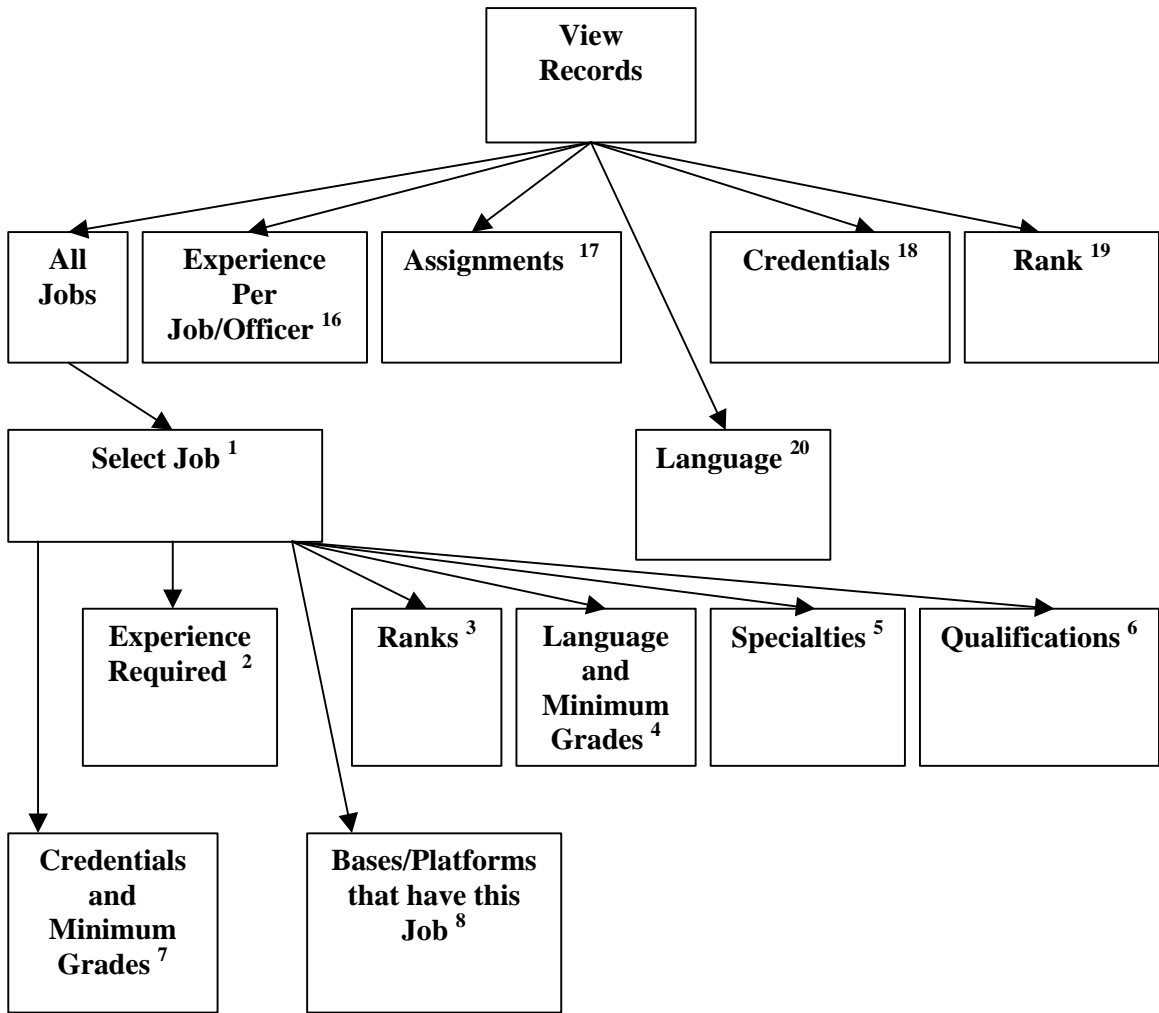 View
Records
All
Jobs
Experience
Per
Job/Officer 16
Assignments 17
Credentials 18
Rank 19
Select Job 1
Language 20
Experience
Required 2
Ranks 3
Language
and
Minimum
Grades 4
Specialties 5
Qualifications 6
Credentials
and
Minimum
Grades 7
Bases/Platforms
that have this
Job 8